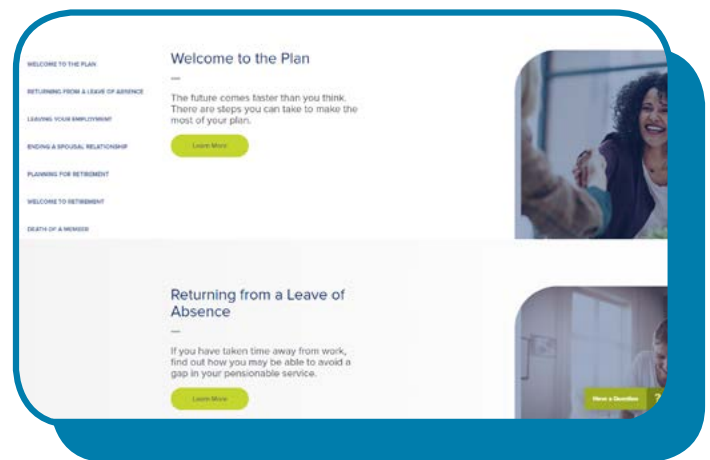 WELCOME TO THE PLAN
RETURNING FROM A LEAVE OF ABSENCE
LEAVING YOUR EMPLOYMENT
ENDING A SPOUSAL RELATIONSHIP
PLANNING FOR RETIREMENT
WELCOME TO RETIREMENT
DEATH OF A MEMBER
Welcome to the Plan
The future comes faster than you think.
There are steps you can take to make the
most of your plan.
Learn More
Returning from a Leave of
Absence
If you have taken time away from work,
find out how you may be able to avoid a
gap in your pensionable service.
Learn More
Have a Question ?